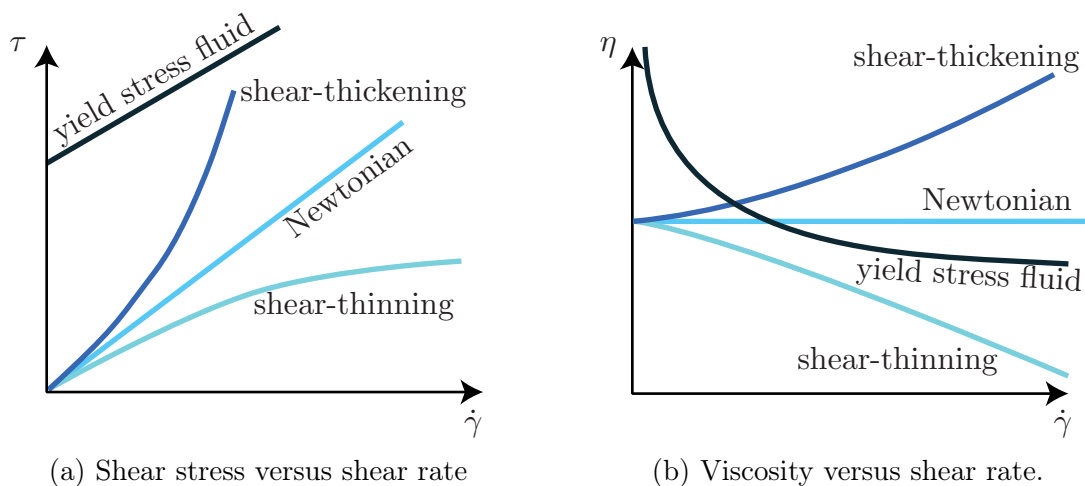 τ
yield stress fluid
shear-thickening
Newtonian
shear-thinning
γ̇
(a) Shear stress versus shear rate
η
shear-thickening
Newtonian
yield stress fluid
shear-thinning
γ̇
(b) Viscosity versus shear rate.